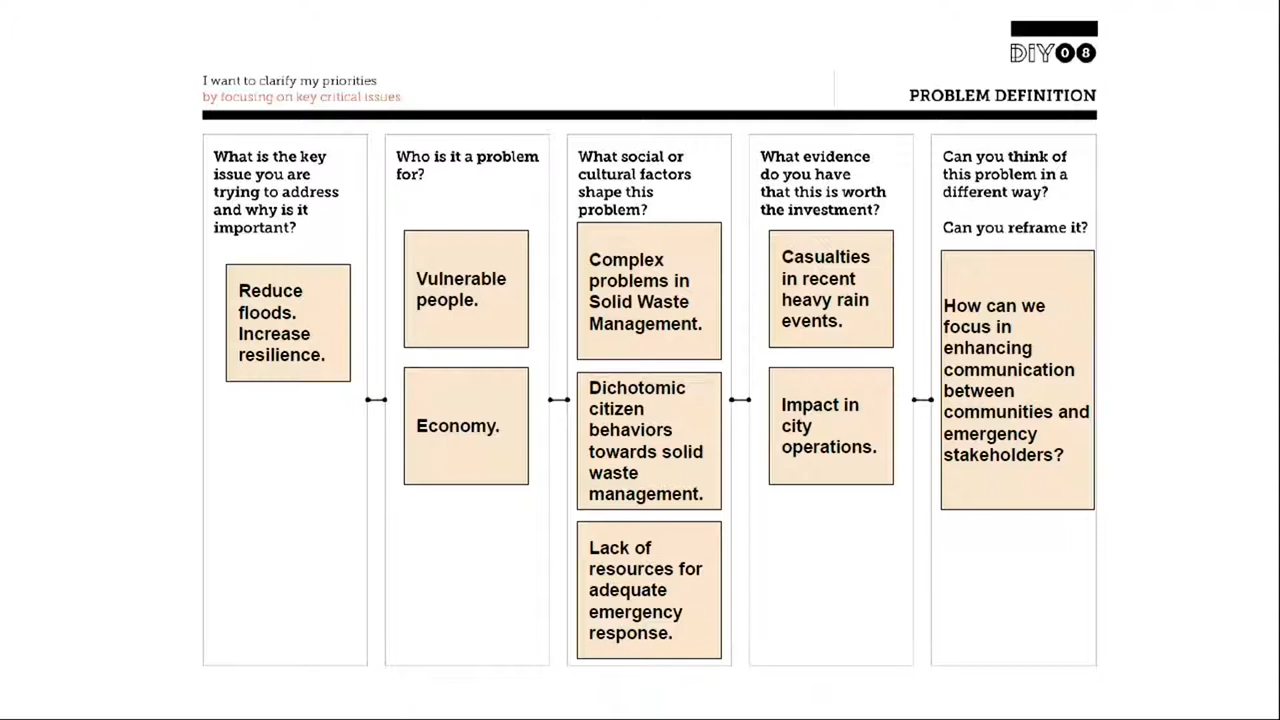 DIY08
I want to clarify my priorities
by focusing on key critical issues
PROBLEM DEFINITION
What is the key
issue you are
trying to address
and why is it
important?
Reduce
floods.
Increase
resilience.
Who is it a problem
for?
Vulnerable
people.
Economy.
What social or
cultural factors
shape this
problem?
Complex
problems in
Solid Waste
Management.
Dichotomic
citizen
behaviors
towards solid
waste
management.
Lack of
resources for
adequate
emergency
response.
What evidence
do you have
that this is worth
the investment?
Casualties
in recent
heavy rain
events.
Impact in
city
operations.
Can you think of
this problem in a
different way?
Can you reframe it?
How can we
focus in
enhancing
communication
between
communities and
emergency
stakeholders?